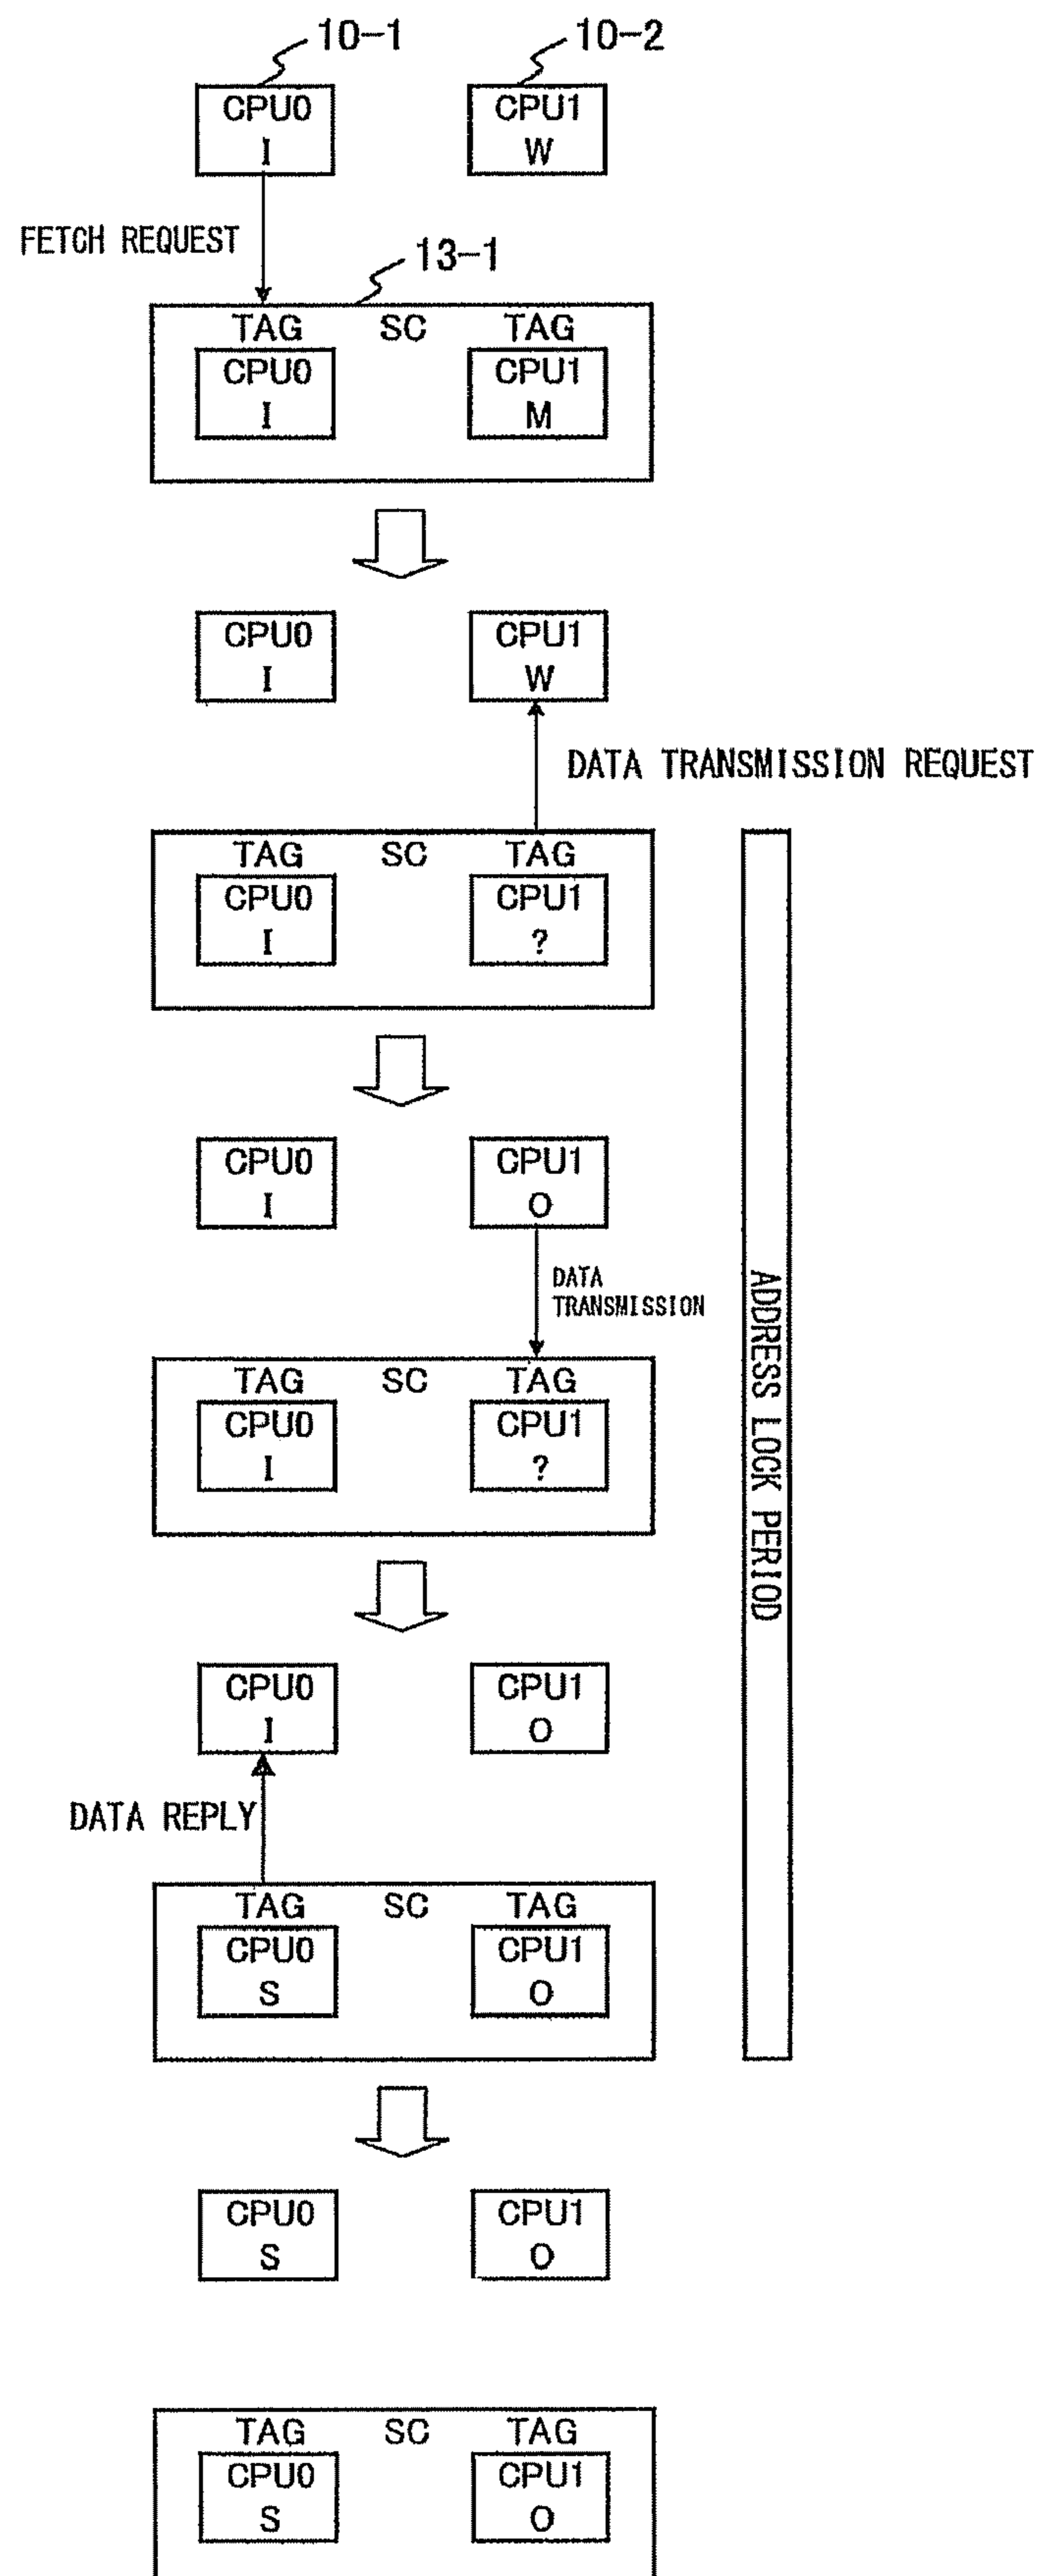 10-1
10-2
CPU0
I
CPU1
W
FETCH REQUEST
13-1
TAG SC TAG
CPU0
I
CPU1
M
CPU0
I
CPU1
W
DATA TRANSMISSION REQUEST
TAG SC TAG
CPU0
I
CPU1
?
CPU0
I
CPU1
O
DATA
TRANSMISSION
ADDRESS LOCK PERIOD
TAG SC TAG
CPU0
I
CPU1
?
CPU0
I
CPU1
O
DATA REPLY
TAG SC TAG
CPU0
S
CPU1
O
CPU0
S
CPU1
O
TAG SC TAG
CPU0
S
CPU1
O